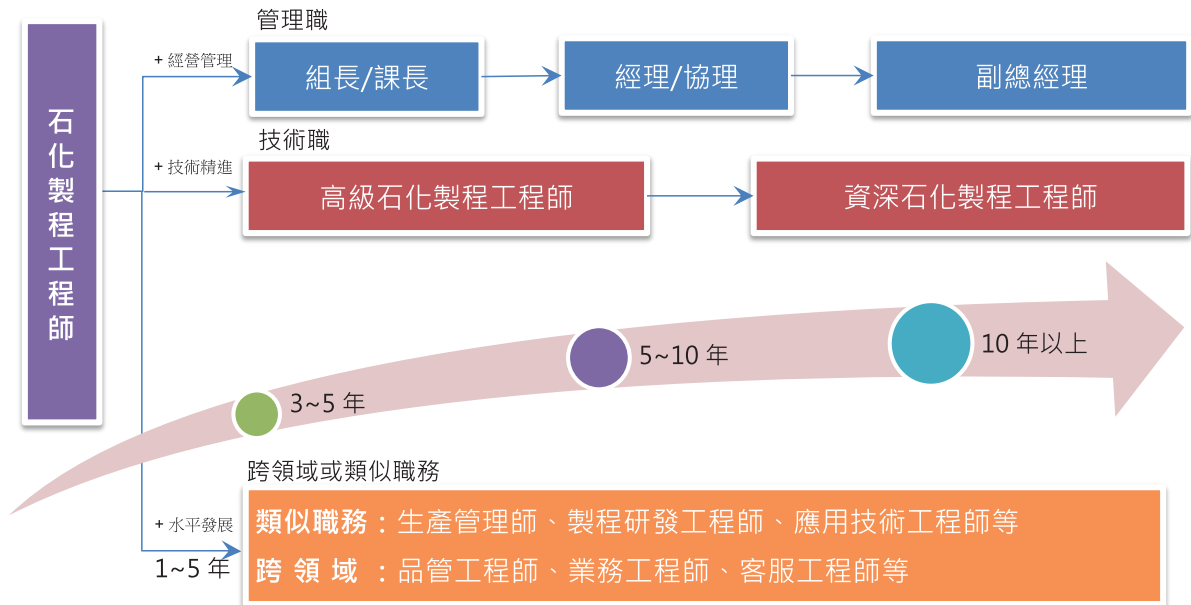 石化製程工程師
管理職
+ 經營管理
組長/課長
經理/協理
副總經理
技術職
+ 技術精進
高級石化製程工程師
資深石化製程工程師
3~5 年
5~10 年
10 年以上
跨領域或類似職務
+ 水平發展
1~5 年
類似職務：生產管理師、製程研發工程師、應用技術工程師等
跨 領 域 ：品管工程師、業務工程師、客服工程師等